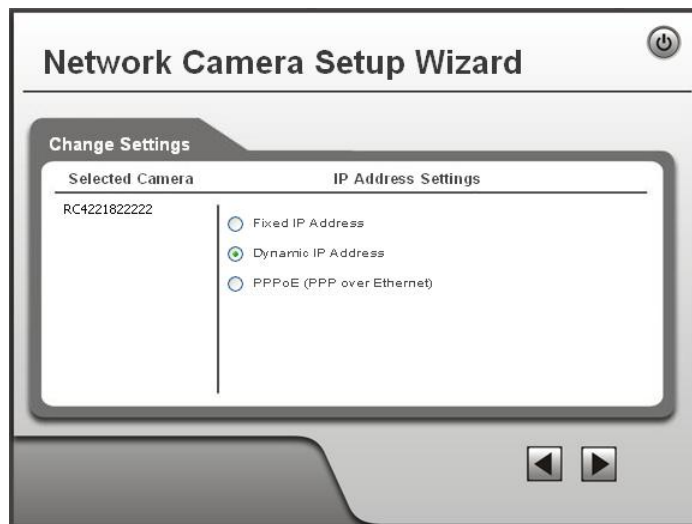 Network Camera Setup Wizard
Change Settings
Selected Camera
IP Address Settings
RC4221822222
Fixed IP Address
Dynamic IP Address
PPPoE (PPP over Ethernet)